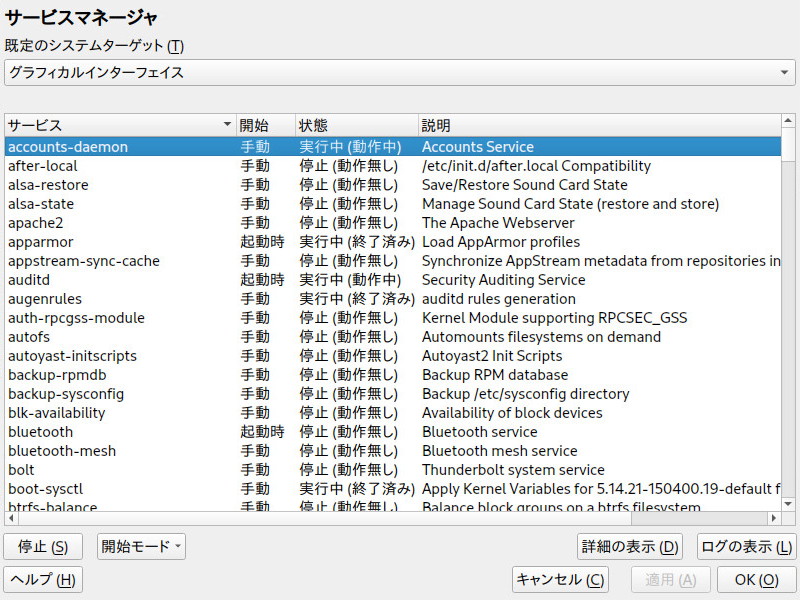 サービスマネージャ
既定のシステムターゲット (T)
グラフィカルインターフェイス
サービス 開始 状態 説明
accounts-daemon 手動 実行中 (動作中) Accounts Service
after-local 手動 停止 (動作無し) /etc/init.d/after.local Compatibility
alsa-restore 手動 停止 (動作無し) Save/Restore Sound Card State
alsa-state 手動 停止 (動作無し) Manage Sound Card State (restore and store)
apache2 手動 停止 (動作無し) The Apache Webserver
apparmor 起動時 実行中 (終了済み) Load AppArmor profiles
appstream-sync-cache 手動 停止 (動作無し) Synchronize AppStream metadata from repositories in
auditd 起動時 実行中 (動作中) Security Auditing Service
augenrules 手動 実行中 (終了済み) auditd rules generation
auth-rpcgss-module 手動 停止 (動作無し) Kernel Module supporting RPCSEC_GSS
autofs 手動 停止 (動作無し) Automounts filesystems on demand
autoyast-initscripts 手動 停止 (動作無し) Autoyast2 Init Scripts
backup-rpmdb 手動 停止 (動作無し) Backup RPM database
backup-sysconfig 手動 停止 (動作無し) Backup /etc/sysconfig directory
blk-availability 手動 停止 (動作無し) Availability of block devices
bluetooth 起動時 停止 (動作無し) Bluetooth service
bluetooth-mesh 手動 停止 (動作無し) Bluetooth mesh service
bolt 手動 停止 (動作無し) Thunderbolt system service
boot-sysctl 手動 実行中 (終了済み) Apply Kernel Variables for 5.14.21-150400.19-default f
btrfs-balance 手動 停止 (動作無し) Balance block groups on a btrfs filesystem
停止 (S) 開始モード 詳細の表示 (D) ログの表示 (L)
ヘルプ (H) キャンセル (C) 適用 (A) OK (O)